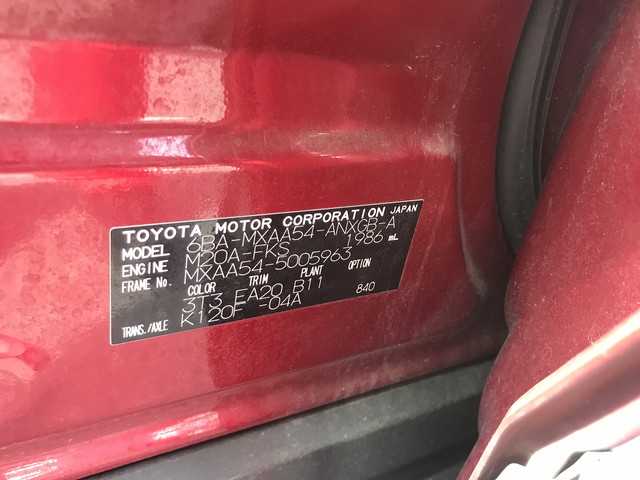 TOYOTA MOTOR CORPORATION JAPAN
MODEL 6BA-MXAA54-ANXGB-A
ENGINE M20A-FKS 1986 mL
FRAME No. MXAA54-5005963
COLOR TRIM PLANT OPTION
3T3 EA20 B11 840
TRANS./AXLE K120F -04A